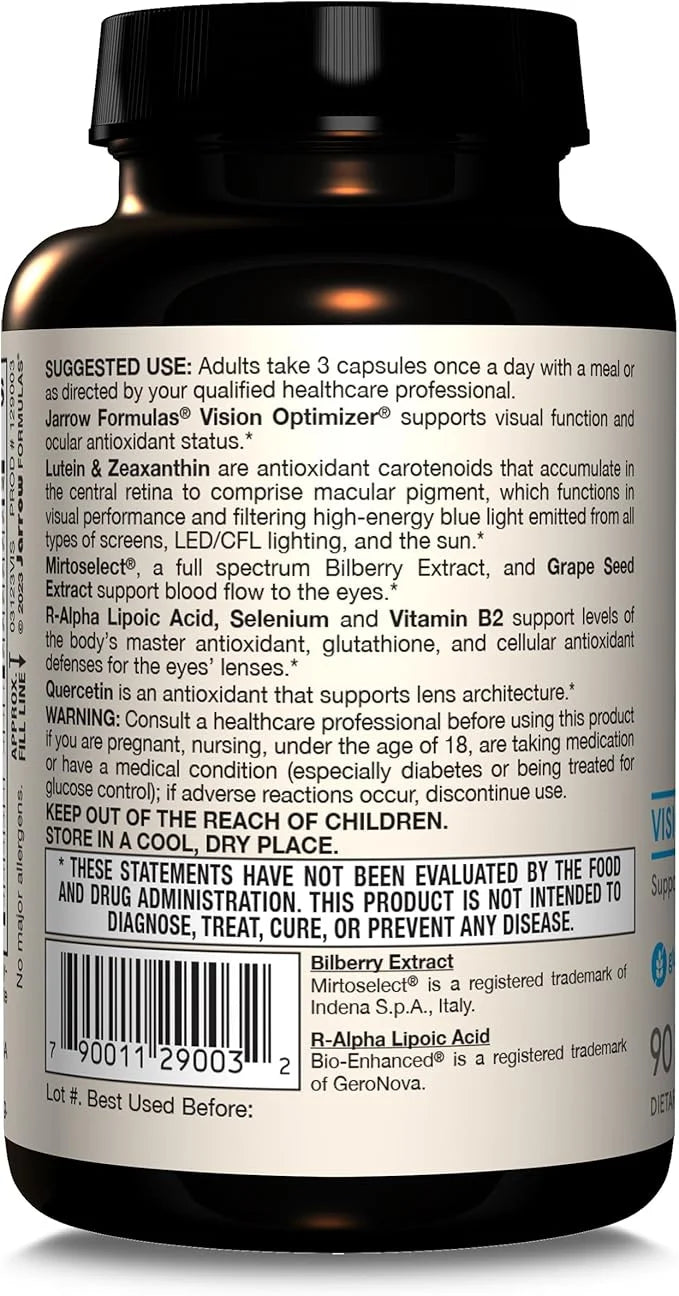 SUGGESTED USE: Adults take 3 capsules once a day with a meal or
as directed by your qualified healthcare professional.
Jarrow Formulas® Vision Optimizer® supports visual function and
ocular antioxidant status.*
Lutein & Zeaxanthin are antioxidant carotenoids that accumulate in
the central retina to comprise macular pigment, which functions in
visual performance and filtering high-energy blue light emitted from all
types of screens, LED/CFL lighting, and the sun.*
Mirtoselect®, a full spectrum Bilberry Extract, and Grape Seed
Extract support blood flow to the eyes.*
R-Alpha Lipoic Acid, Selenium and Vitamin B2 support levels of
the body's master antioxidant, glutathione, and cellular antioxidant
defenses for the eyes' lenses.*
Quercetin is an antioxidant that supports lens architecture.*
WARNING: Consult a healthcare professional before using this product
if you are pregnant, nursing, under the age of 18, are taking medication
or have a medical condition (especially diabetes or being treated for
glucose control); if adverse reactions occur, discontinue use.
KEEP OUT OF THE REACH OF CHILDREN.
STORE IN A COOL, DRY PLACE.
* THESE STATEMENTS HAVE NOT BEEN EVALUATED BY THE FOOD
AND DRUG ADMINISTRATION. THIS PRODUCT IS NOT INTENDED TO
DIAGNOSE, TREAT, CURE, OR PREVENT ANY DISEASE.
7 90011 29003 2
Bilberry Extract
Mirtoselect® is a registered trademark of
Indena S.p.A., Italy.
R-Alpha Lipoic Acid
Bio-Enhanced® is a registered trademark
of GeroNova.
Lot #. Best Used Before:
No major allergens.
APPROX.
FILL LINE
03123VIS PROD # 129003
© 2023 Jarrow FORMULAS®
VISI
Suppo
90
DIETA